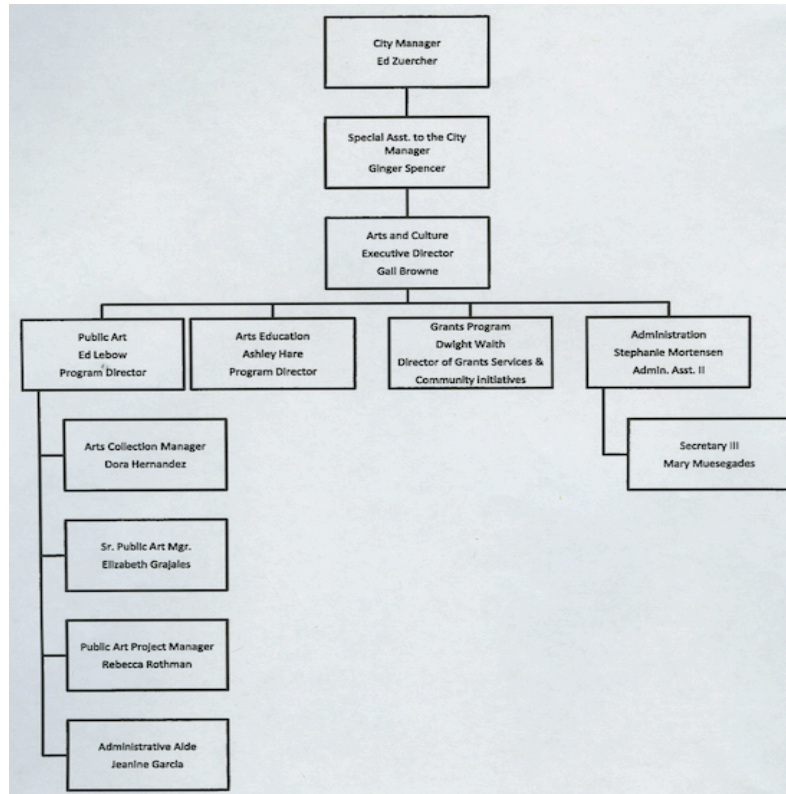 City Manager
Ed Zuercher
Special Asst. to the City
Manager
Ginger Spencer
Arts and Culture
Executive Director
Gail Browne
Public Art
Ed Lebow
Program Director
Arts Education
Ashley Hare
Program Director
Grants Program
Dwight Walth
Director of Grants Services &
Community Initiatives
Administration
Stephanie Mortensen
Admin. Asst. II
Arts Collection Manager
Dora Hernandez
Secretary III
Mary Muesegades
Sr. Public Art Mgr.
Elizabeth Grajales
Public Art Project Manager
Rebecca Rothman
Administrative Aide
Jeanine Garcia